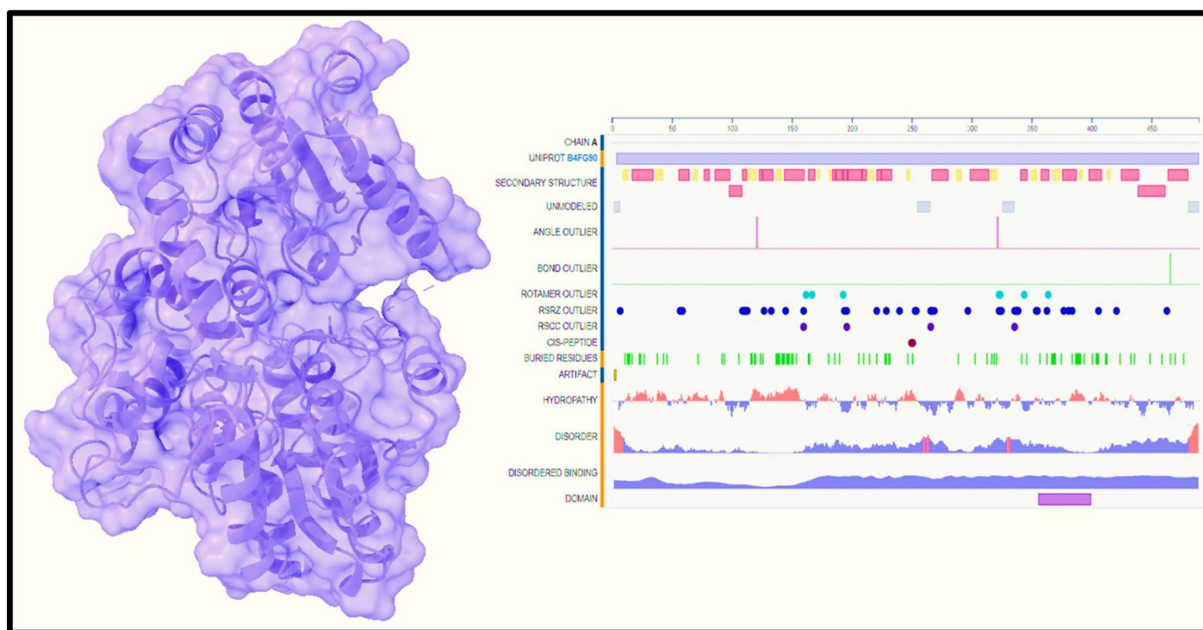 0 50 100 150 200 250 300 350 400 450
CHAIN A
UNIPROT B4FG90
SECONDARY STRUCTURE
UNMODELED
ANGLE OUTLIER
BOND OUTLIER
ROTAMER OUTLIER
RSRZ OUTLIER
RSCC OUTLIER
CIS-PEPTIDE
BURIED RESIDUES
ARTIFACT
HYDROPATHY
DISORDER
DISORDERED BINDING
DOMAIN